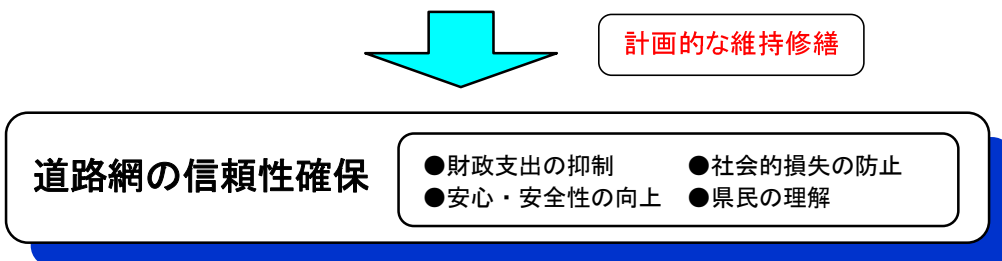 計画的な維持修繕
道路網の信頼性確保
●財政支出の抑制 ●社会的損失の防止
●安心・安全性の向上 ●県民の理解